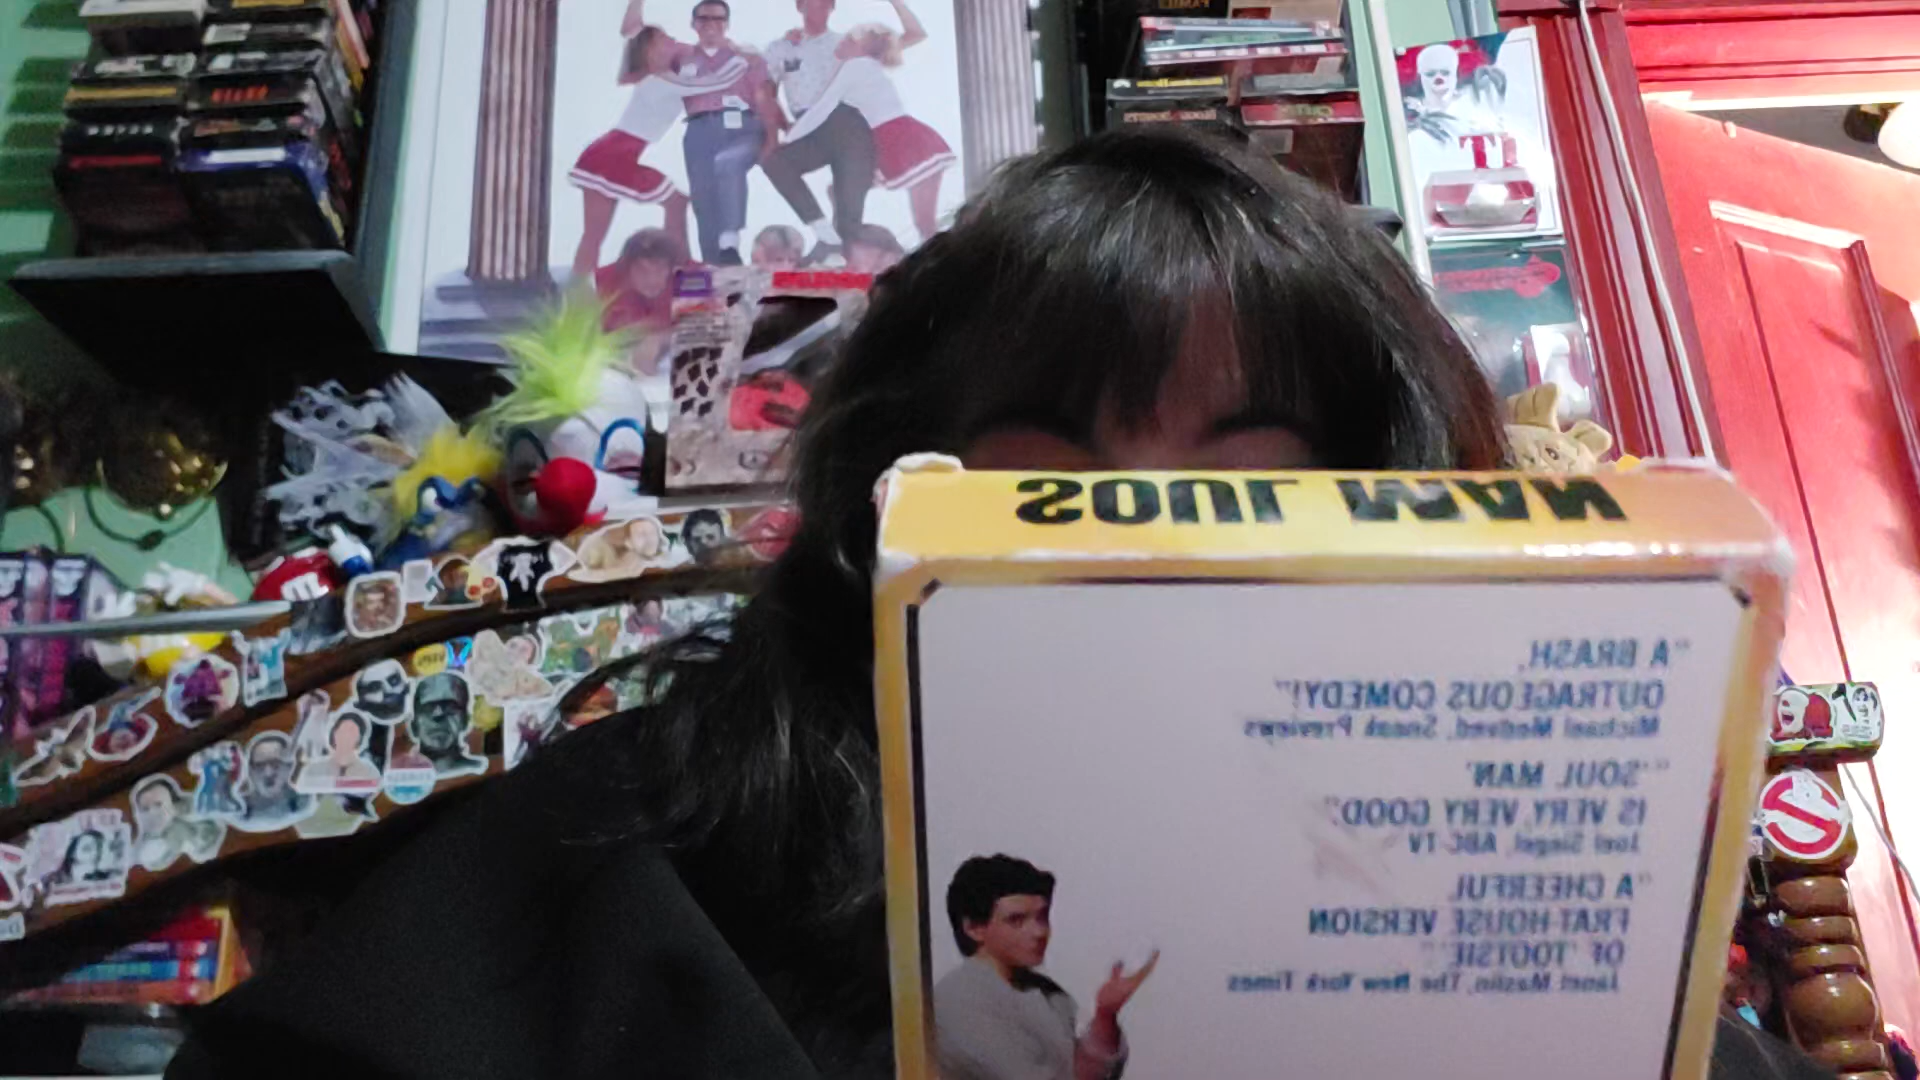 SOUL MAN
"A BRASH,
OUTRAGEOUS COMEDY!"
Michael Medved, Sneak Previews
"'SOUL MAN'
IS VERY VERY GOOD."
Joel Siegel, ABC-TV
"A CHEERFUL
FRAT-HOUSE VERSION
OF 'TOOTSIE'."
Janet Maslin, The New York Times